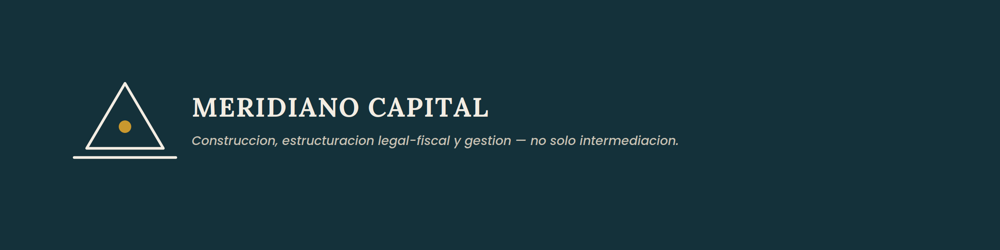 MERIDIANO CAPITAL
Construccion, estructuracion legal-fiscal y gestion — no solo intermediacion.